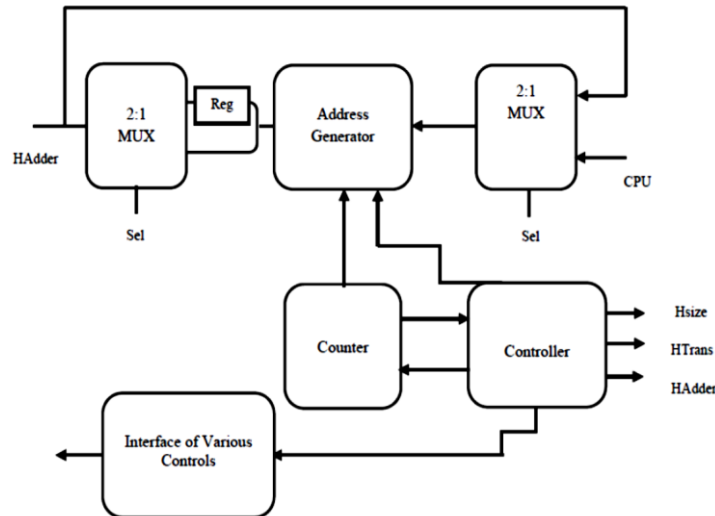 2:1
MUX
Reg
Address
Generator
2:1
MUX
HAdder
CPU
Sel
Sel
Counter
Controller
Hsize
HTrans
HAdder
Interface of Various
Controls